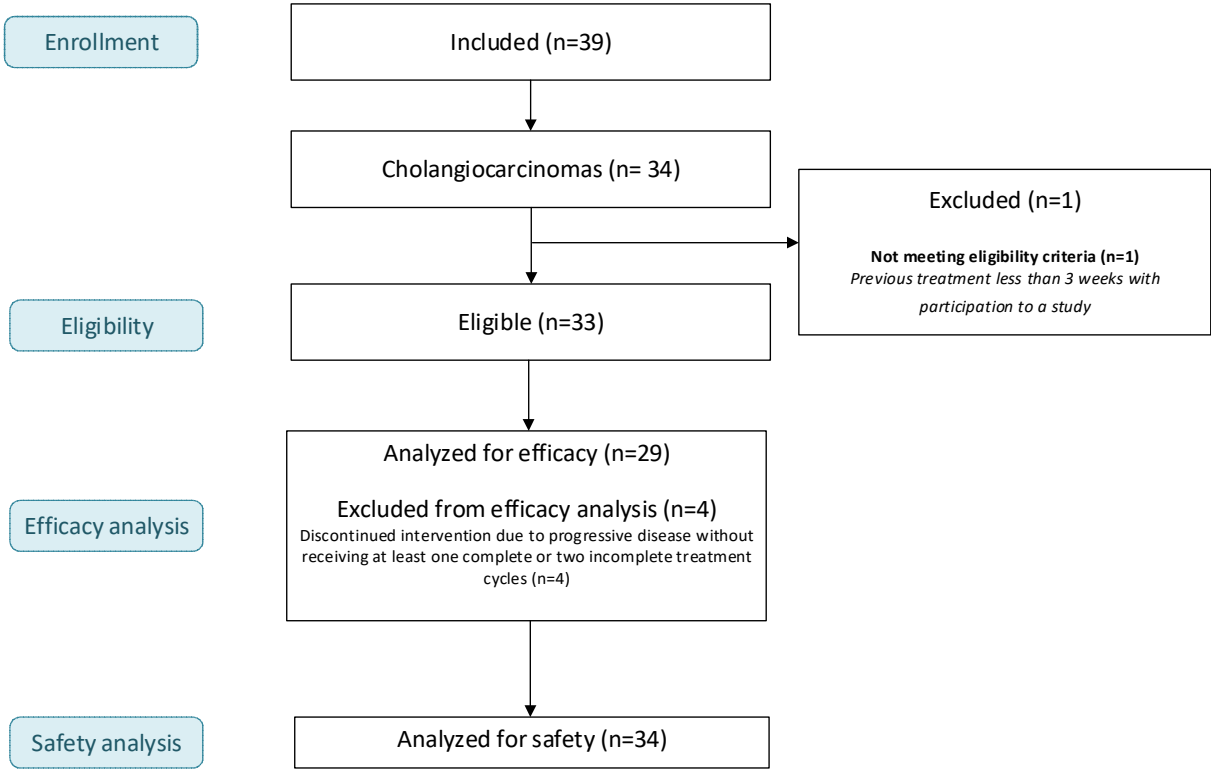 Enrollment
Included (n=39)
Cholangiocarcinomas (n= 34)
Excluded (n=1)
Not meeting eligibility criteria (n=1)
Previous treatment less than 3 weeks with
participation to a study
Eligibility
Eligible (n=33)
Efficacy analysis
Analyzed for efficacy (n=29)
Excluded from efficacy analysis (n=4)
Discontinued intervention due to progressive disease without
receiving at least one complete or two incomplete treatment
cycles (n=4)
Safety analysis
Analyzed for safety (n=34)